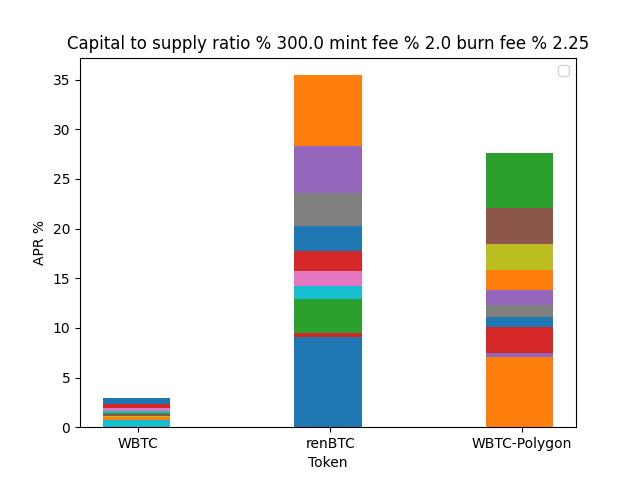 Capital to supply ratio % 300.0 mint fee % 2.0 burn fee % 2.25
35
30
25
20
15
10
5
0
APR %
WBTC
renBTC
WBTC-Polygon
Token